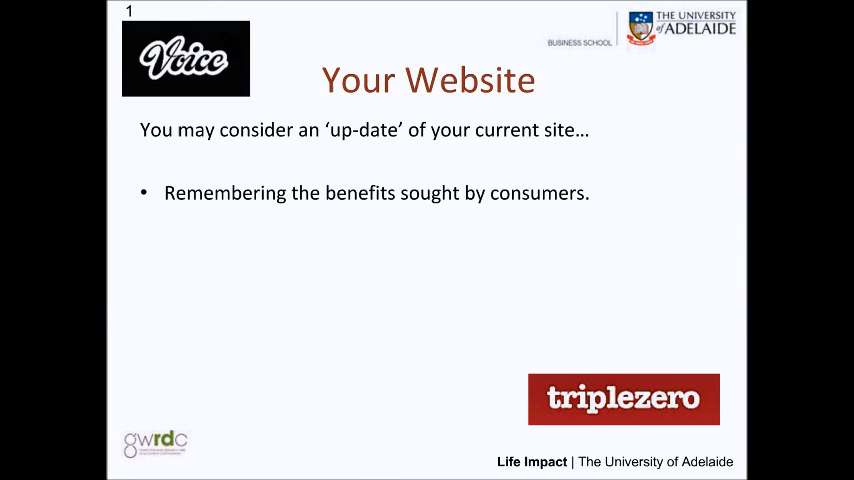 1
Voice
BUSINESS SCHOOL
THE UNIVERSITY
of ADELAIDE
Your Website
You may consider an ‘up-date’ of your current site…
• Remembering the benefits sought by consumers.
triplezero
gwrdc
Life Impact | The University of Adelaide